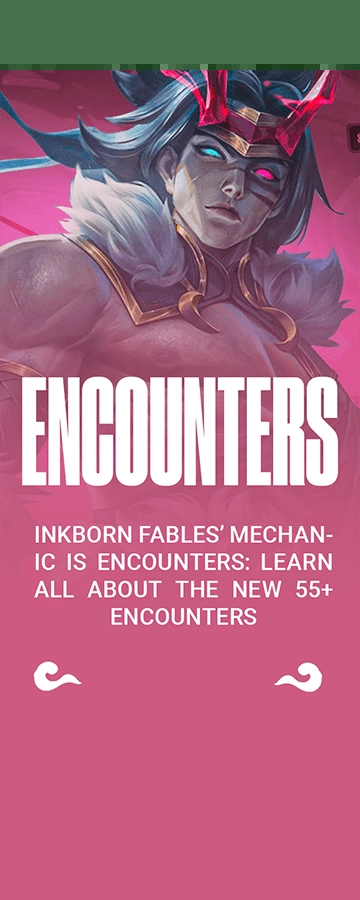 ENCOUNTERS
INKBORN FABLES’ MECHAN-
IC IS ENCOUNTERS: LEARN
ALL ABOUT THE NEW 55+
ENCOUNTERS